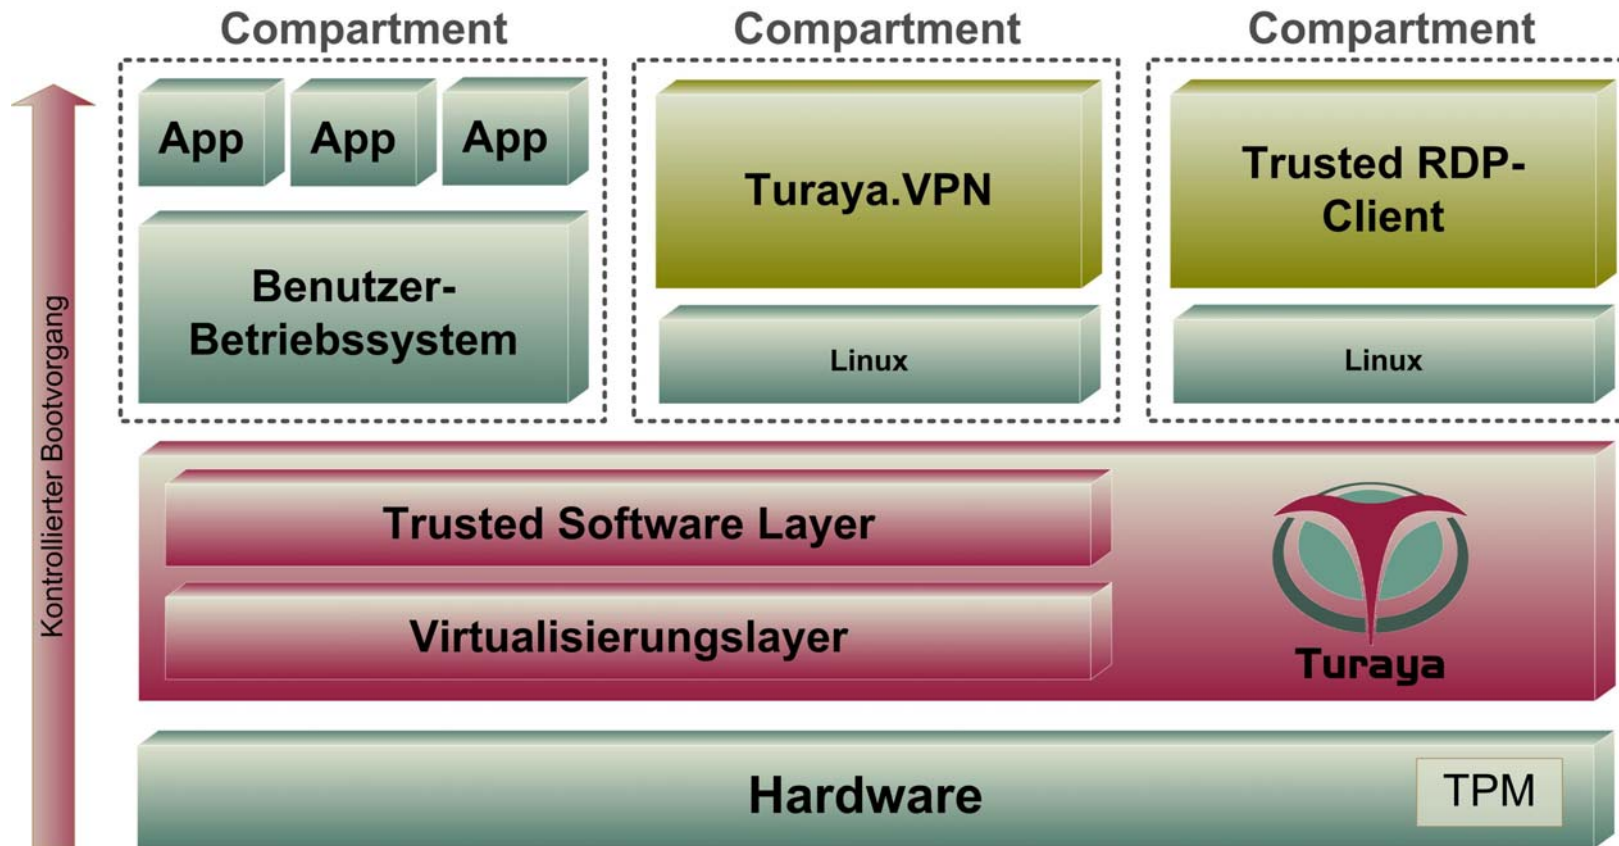 Compartment
Compartment
Compartment
App
App
App
Benutzer-
Betriebssystem
Turaya.VPN
Linux
Trusted RDP-
Client
Linux
Kontrollierter Bootvorgang
Trusted Software Layer
Virtualisierungslayer
Turaya
Hardware
TPM